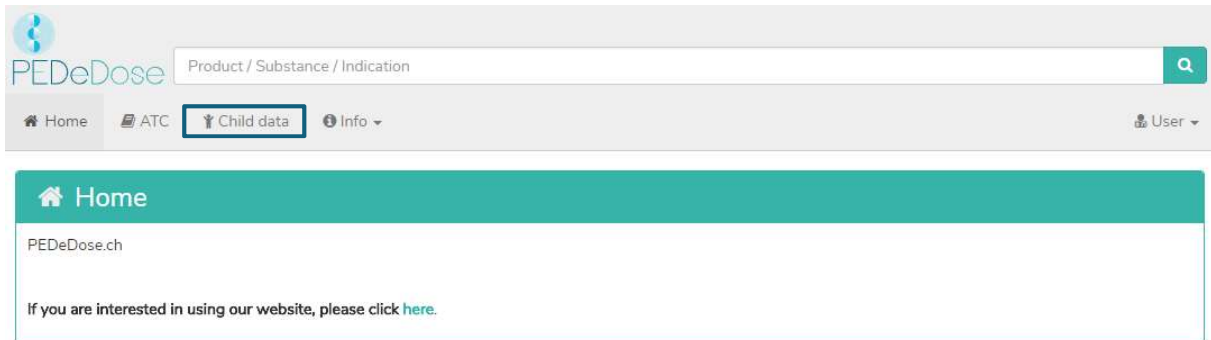 PEDeDose
Product / Substance / Indication
Home ATC Child data Info User
Home
PEDeDose.ch
If you are interested in using our website, please click here.